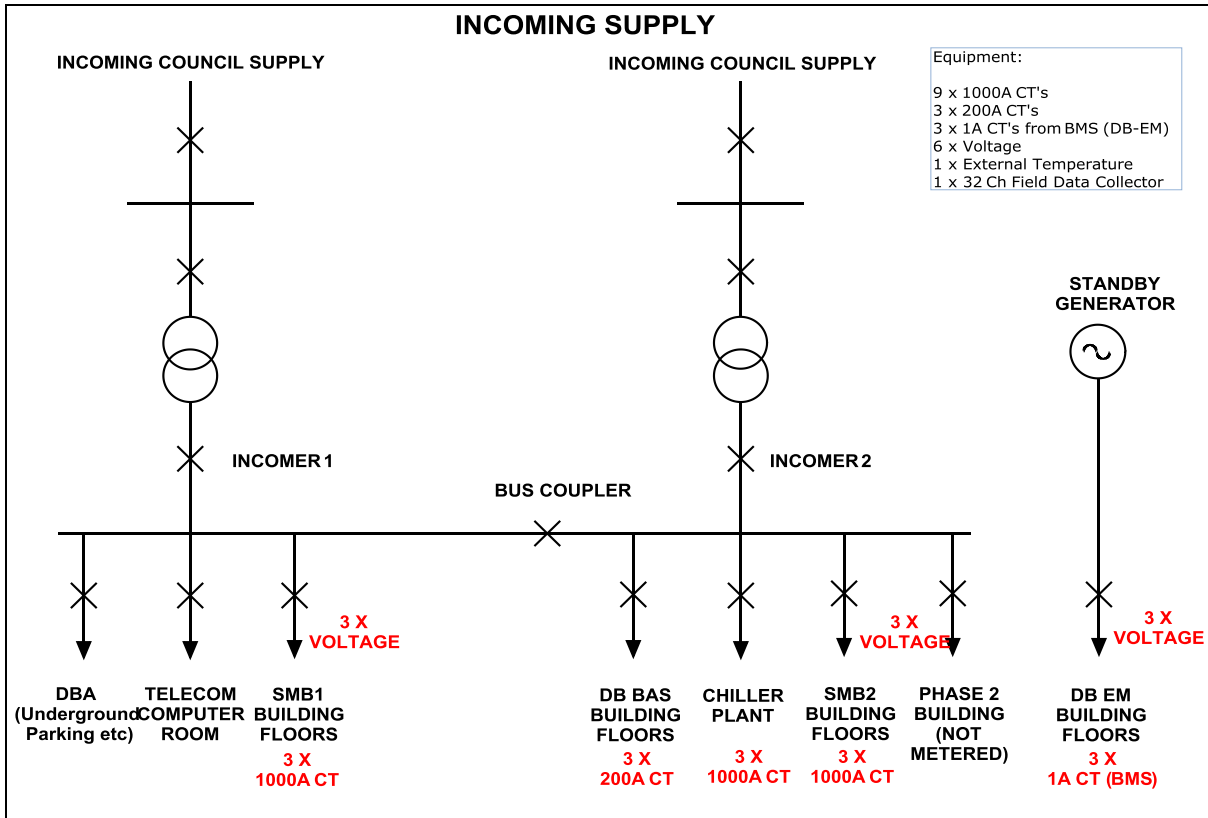 INCOMING SUPPLY
INCOMING COUNCIL SUPPLY
INCOMING COUNCIL SUPPLY
Equipment:
9 x 1000A CT's
3 x 200A CT's
3 x 1A CT's from BMS (DB-EM)
6 x Voltage
1 x External Temperature
1 x 32 Ch Field Data Collector
STANDBY
GENERATOR
INCOMER 1
INCOMER 2
BUS COUPLER
3 X
VOLTAGE
3 X
VOLTAGE
3 X
VOLTAGE
DBA
(Underground
Parking etc)
TELECOM
COMPUTER
ROOM
SMB1
BUILDING
FLOORS
3 X
1000A CT
DB BAS
BUILDING
FLOORS
3 X
200A CT
CHILLER
PLANT
3 X
1000A CT
SMB2
BUILDING
FLOORS
3 X
1000A CT
PHASE 2
BUILDING
(NOT
METERED)
DB EM
BUILDING
FLOORS
3 X
1A CT (BMS)